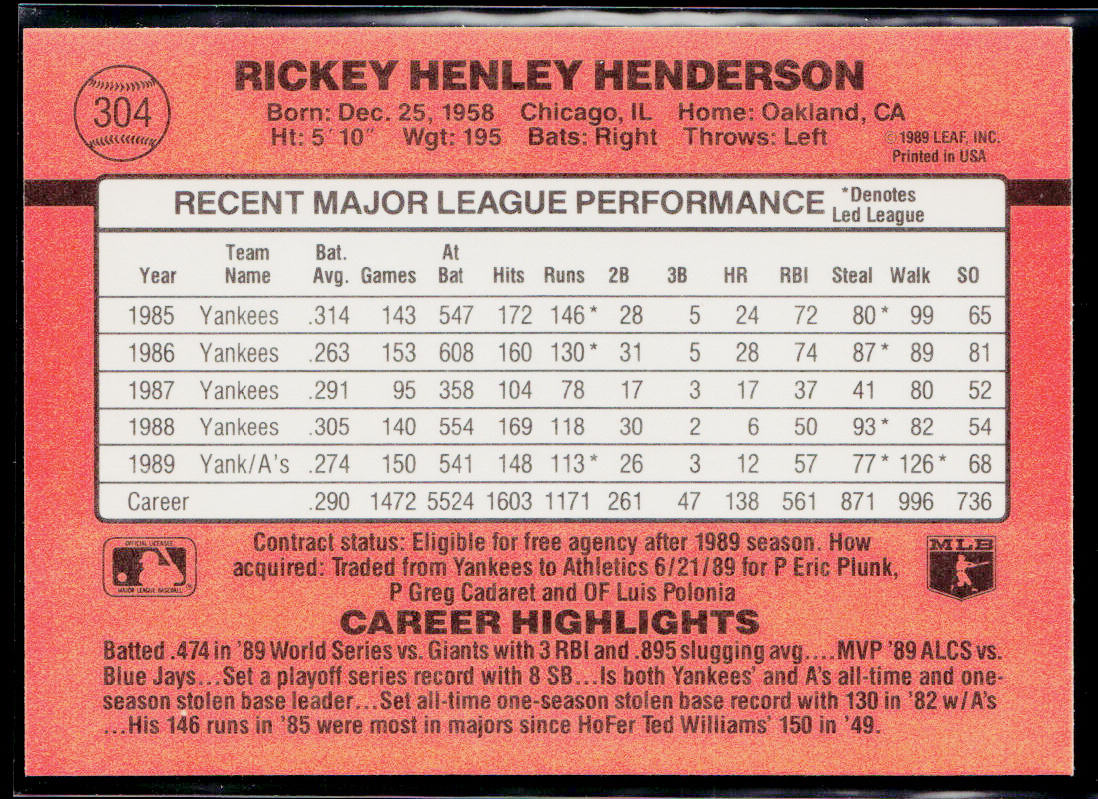 304
RICKEY HENLEY HENDERSON
Born: Dec. 25, 1958 Chicago, IL Home: Oakland, CA
Ht: 5´10˝ Wgt: 195 Bats: Right Throws: Left
©1989 LEAF, INC.
Printed in USA
RECENT MAJOR LEAGUE PERFORMANCE *Denotes Led League
Year Team Name Bat. Avg. Games At Bat Hits Runs 2B 3B HR RBI Steal Walk SO
1985 Yankees .314 143 547 172 146* 28 5 24 72 80* 99 65
1986 Yankees .263 153 608 160 130* 31 5 28 74 87* 89 81
1987 Yankees .291 95 358 104 78 17 3 17 37 41 80 52
1988 Yankees .305 140 554 169 118 30 2 6 50 93* 82 54
1989 Yank/A's .274 150 541 148 113* 26 3 12 57 77* 126* 68
Career .290 1472 5524 1603 1171 261 47 138 561 871 996 736
OFFICIAL LICENSEE
MAJOR LEAGUE BASEBALL
Contract status: Eligible for free agency after 1989 season. How
acquired: Traded from Yankees to Athletics 6/21/89 for P Eric Plunk,
P Greg Cadaret and OF Luis Polonia
MLB
CAREER HIGHLIGHTS
Batted .474 in '89 World Series vs. Giants with 3 RBI and .895 slugging avg....MVP '89 ALCS vs.
Blue Jays...Set a playoff series record with 8 SB...Is both Yankees' and A's all-time and one-
season stolen base leader...Set all-time one-season stolen base record with 130 in '82 w/A's
...His 146 runs in '85 were most in majors since HoFer Ted Williams' 150 in '49.